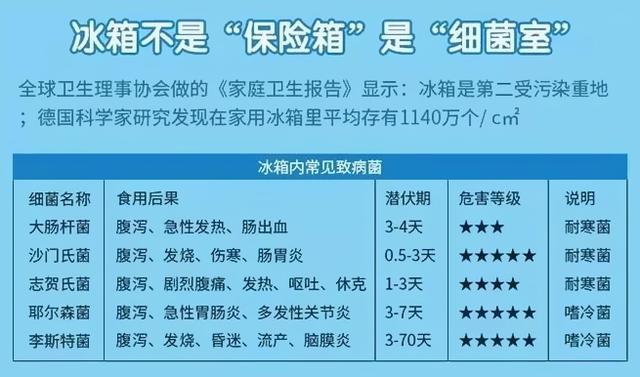 冰箱不是“保险箱”是“细菌室”
全球卫生理事协会做的《家庭卫生报告》显示：冰箱是第二受污染重地
；德国科学家研究发现在家用冰箱里平均存有1140万个/c㎡
冰箱内常见致病菌
细菌名称 食用后果 潜伏期 危害等级 说明
大肠杆菌 腹泻、急性发热、肠出血 3-4天 ★★★ 耐寒菌
沙门氏菌 腹泻、发烧、伤寒、肠胃炎 0.5-3天 ★★★★★ 耐寒菌
志贺氏菌 腹泻、剧烈腹痛、发热、呕吐、休克 1-3天 ★★★★ 耐寒菌
耶尔森菌 腹泻、急性胃肠炎、多发性关节炎 3-7天 ★★★★★ 嗜冷菌
李斯特菌 腹泻、发烧、昏迷、流产、脑膜炎 3-70天 ★★★★★ 嗜冷菌